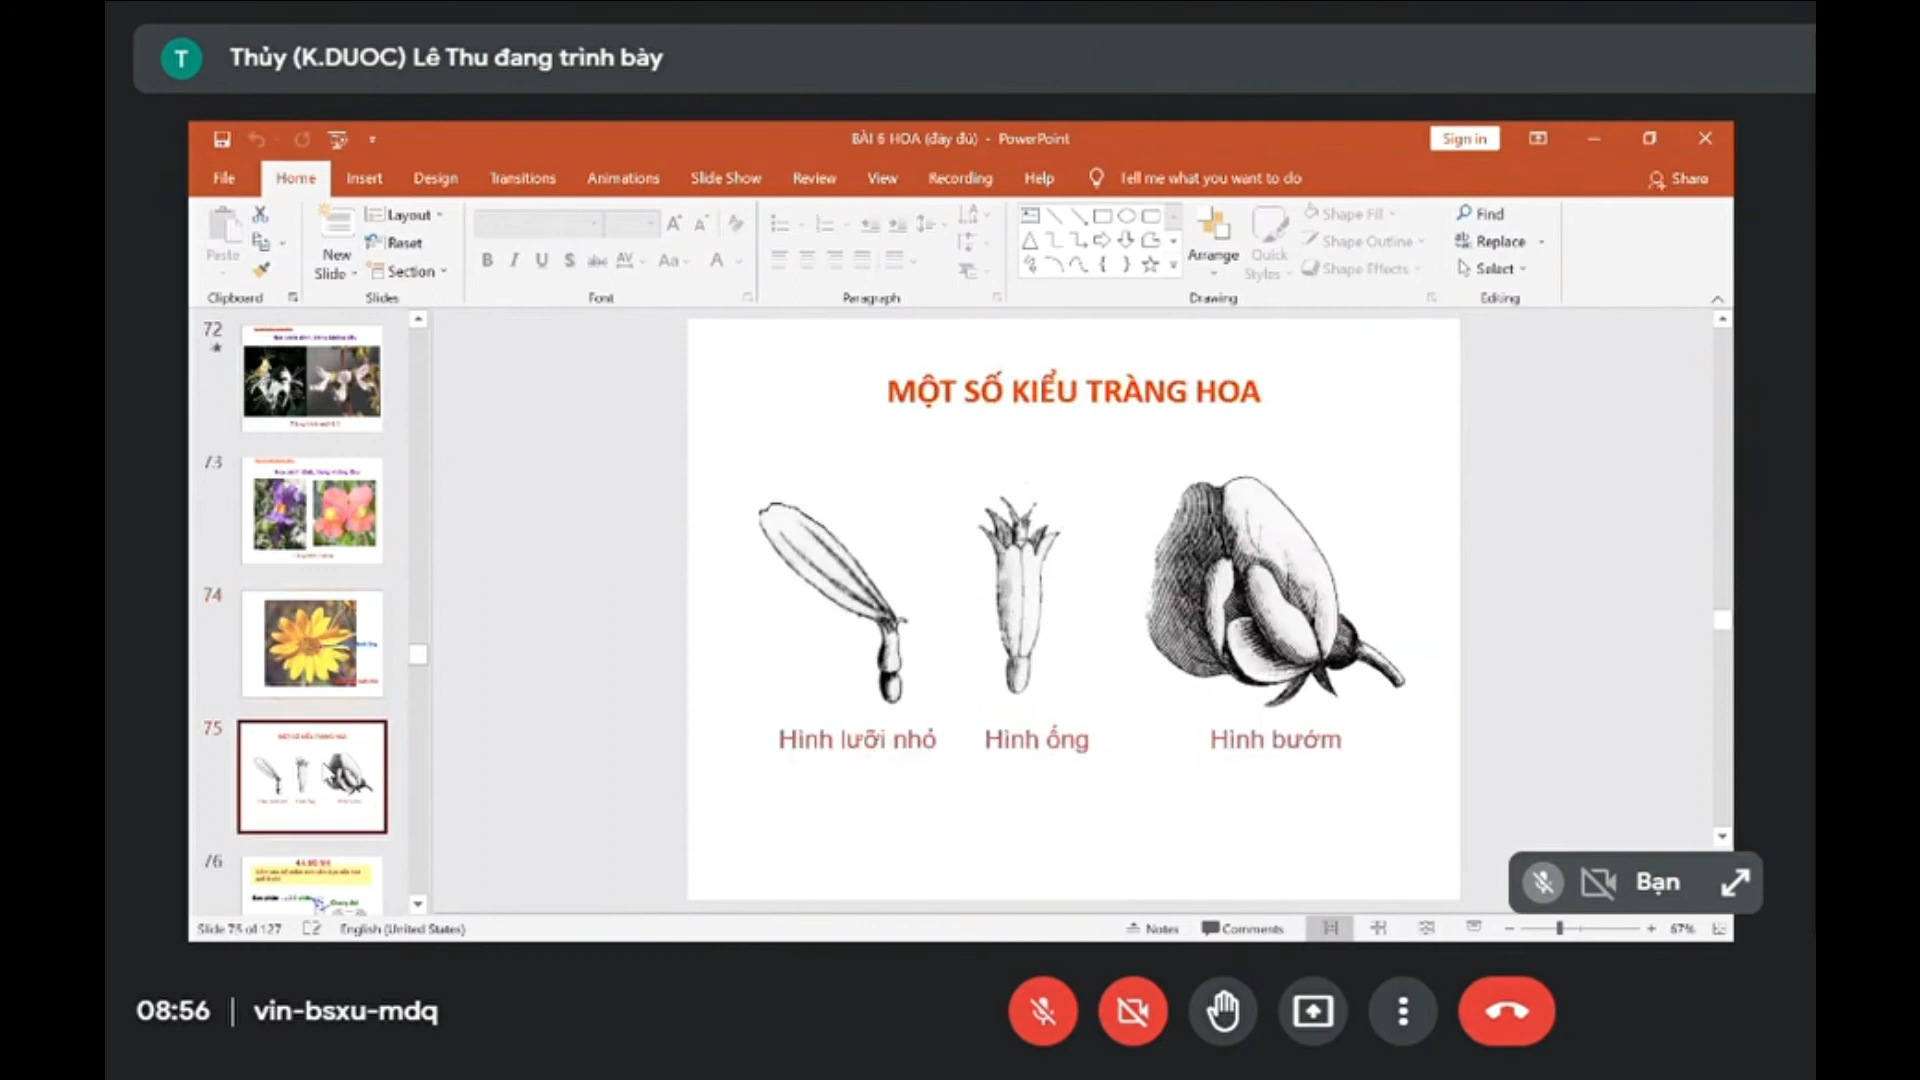 T Thủy (K.DUOC) Lê Thu đang trình bày
BÀI 6 HOA (đầy đủ) - PowerPoint
Sign in
File Home Insert Design Transitions Animations Slide Show Review View Recording Help Tell me what you want to do Share
Paste
New Slide
Layout
Reset
Section
B I U S abc AV Aa A
Arrange
Quick Styles
Shape Fill
Shape Outline
Shape Effects
Find
Replace
Select
Clipboard Slides Font Paragraph Drawing Editing
72
73
74
75
76
MỘT SỐ KIỂU TRÀNG HOA
Hình lưỡi nhỏ Hình ống Hình bướm
Bạn
Slide 75 of 127 English (United States) Notes Comments 67%
08:56 | vin-bsxu-mdq